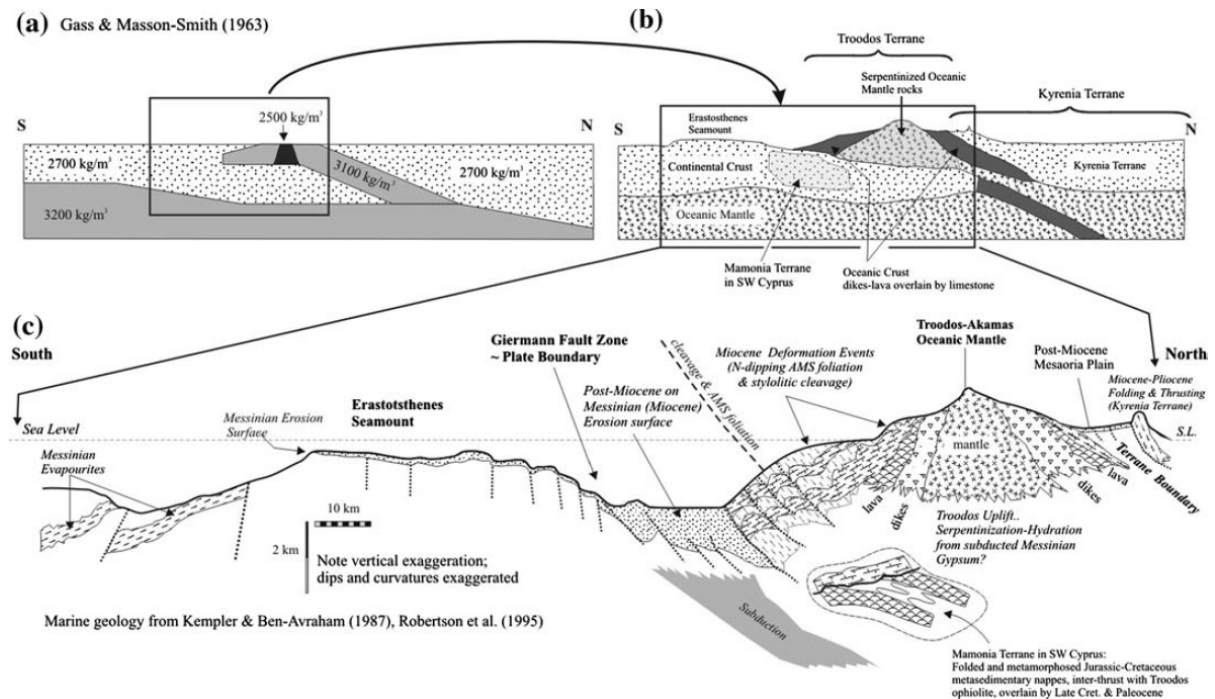 (a) Gass & Masson-Smith (1963)
S
N
2500 kg/m³
2700 kg/m³
3100 kg/m³
2700 kg/m³
3200 kg/m³
(b)
Troodos Terrane
Serpentinized Oceanic
Mantle rocks
Kyrenia Terrane
S
N
Erastosthenes
Seamount
Continental Crust
Kyrenia Terrane
Oceanic Mantle
Mamonia Terrane
in SW Cyprus
Oceanic Crust
dikes-lava overlain by limestone
(c)
South
North
Sea Level
Messinian
Evapourites
Messinian Erosion
Surface
Erastotsthenes
Seamount
Giermann Fault Zone
~ Plate Boundary
Post-Miocene on
Messinian (Miocene)
Erosion surface
cleavage & AMS foliation
Miocene Deformation Events
(N-dipping AMS foliation
& stylolitic cleavage)
Troodos-Akamas
Oceanic Mantle
Post-Miocene
Mesaoria Plain
Miocene-Pliocene
Folding & Thrusting
(Kyrenia Terrane)
S.L.
mantle
lava
dikes
dikes
lava
Terrane Boundary
10 km
2 km
Note vertical exaggeration;
dips and curvatures exaggerated
Troodos Uplift..
Serpentinization-Hydration
from subducted Messinian
Gypsum?
Subduction
Marine geology from Kempler & Ben-Avraham (1987), Robertson et al. (1995)
Mamonia Terrane in SW Cyprus:
Folded and metamorphosed Jurassic-Cretaceous
metasedimentary nappes, inter-thrust with Troodos
ophiolite, overlain by Late Cret. & Paleocene